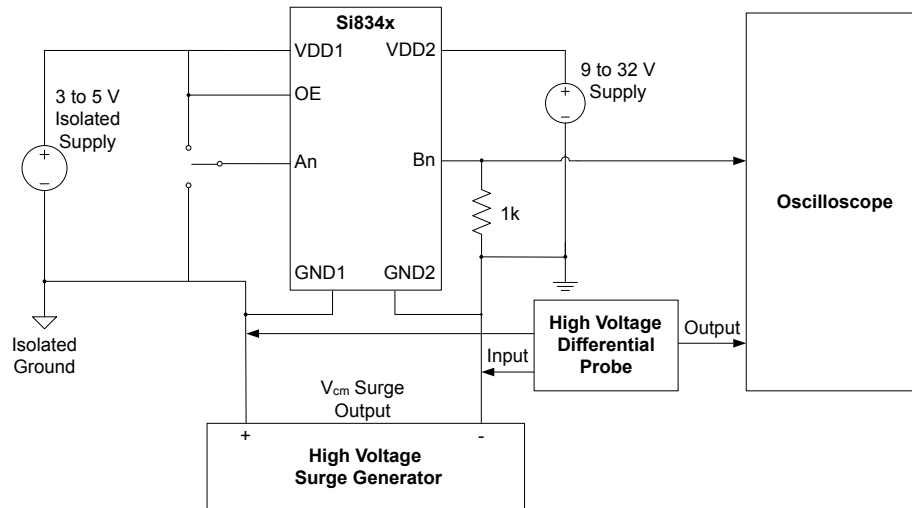 Si834x
VDD1
VDD2
OE
An
Bn
GND1
GND2
3 to 5 V
Isolated
Supply
+
–
9 to 32 V
Supply
+
–
1k
Oscilloscope
Isolated
Ground
High Voltage
Differential
Probe
Input
Output
Vcm Surge
Output
+
-
High Voltage
Surge Generator